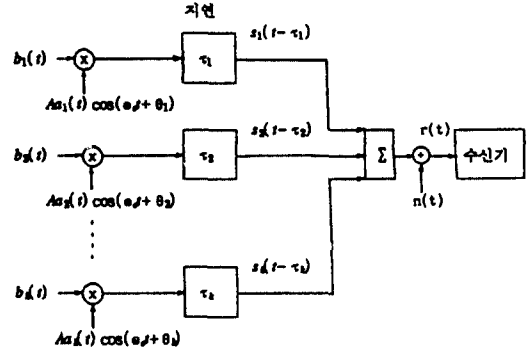 지연
b₁(t) x τ₁ s₁(t-τ₁)
Aa₁(t) cos(ω₀t+θ₁)
b₂(t) x τ₂ s₂(t-τ₂) Σ + r(t) 수신기
Aa₂(t) cos(ω₀t+θ₂) n(t)
bₖ(t) x τₖ sₖ(t-τₖ)
Aaₖ(t) cos(ω₀t+θₖ)